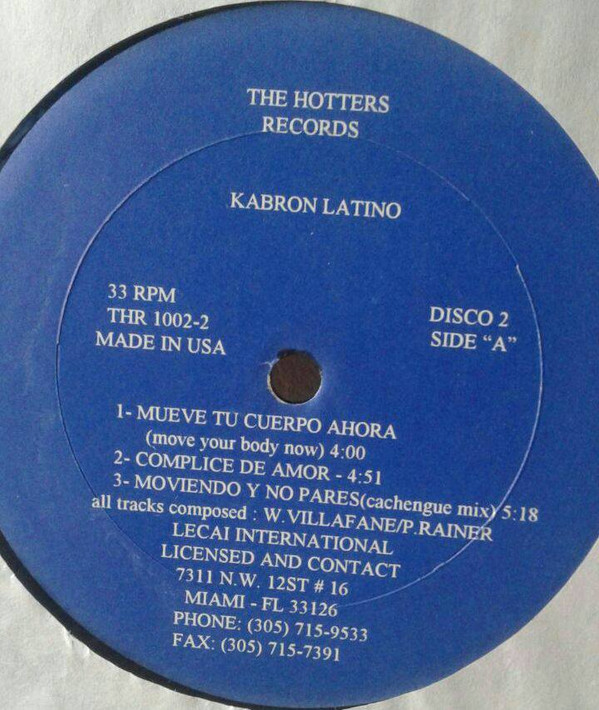 THE HOTTERS
RECORDS
KABRON LATINO
33 RPM
THR 1002-2
MADE IN USA
DISCO 2
SIDE “A”
1- MUEVE TU CUERPO AHORA
(move your body now) 4:00
2- COMPLICE DE AMOR - 4:51
3- MOVIENDO Y NO PARES(cachengue mix) 5:18
all tracks composed : W.VILLAFANE/P.RAINER
LECAI INTERNATIONAL
LICENSED AND CONTACT
7311 N.W. 12ST # 16
MIAMI - FL 33126
PHONE: (305) 715-9533
FAX: (305) 715-7391